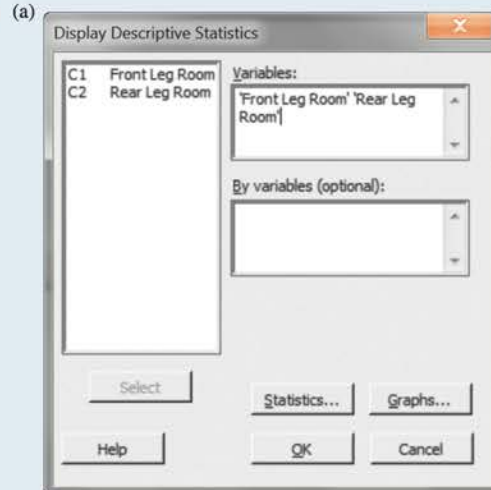 (a)
Display Descriptive Statistics
C1 Front Leg Room
C2 Rear Leg Room
Variables:
'Front Leg Room' 'Rear Leg
Room'
By variables (optional):
Select
Statistics...
Graphs...
Help
OK
Cancel